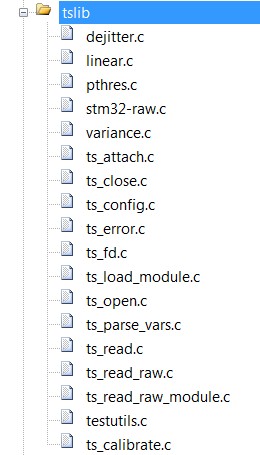 tslib
dejitter.c
linear.c
pthres.c
stm32-raw.c
variance.c
ts_attach.c
ts_close.c
ts_config.c
ts_error.c
ts_fd.c
ts_load_module.c
ts_open.c
ts_parse_vars.c
ts_read.c
ts_read_raw.c
ts_read_raw_module.c
testutils.c
ts_calibrate.c